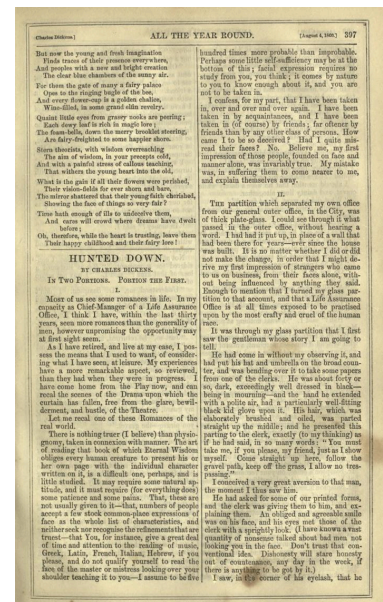 Charles Dickens.] ALL THE YEAR ROUND. [August 4, 1860.] 397
But now the young and fresh imagination
Finds traces of their presence everywhere,
And peoples with a new and bright creation
The clear blue chambers of the sunny air.
For them the gate of many a fairy palace
Opes to the ringing bugle of the bee,
And every flower-cup is a golden chalice,
Wine-filled, in some grand elfin revelry.
Quaint little eyes from grassy nooks are peering;
Each dewy leaf is rich in magic lore;
The foam-bells, down the merry brooklet steering,
Are fairy-freighted to some happier shore.
Stern theorists, with wisdom overreaching
The aim of wisdom, in your precepts cold,
And with a painful stress of callous teaching,
That withers the young heart into the old,
What is the gain if all their flowers were perished,
Their vision-fields for ever shorn and bare,
The mirror shattered that their young faith cherished,
Showing the face of things so very fair?
Time hath enough of ills to undeceive them,
And cares will crowd where dreams have dwelt
before;
Oh, therefore, while the heart is trusting, leave them
Their happy childhood and their fairy lore!
HUNTED DOWN.
BY CHARLES DICKENS.
IN TWO PORTIONS. PORTION THE FIRST.
I.
Most of us see some romances in life. In my
capacity as Chief-Manager of a Life Assurance
Office, I think I have, within the last thirty
years, seen more romances than the generality of
men, however unpromising the opportunity may
at first sight seem.
As I have retired, and live at my ease, I pos-
sess the means that I used to want, of consider-
ing what I have seen, at leisure. My experiences
have a more remarkable aspect, so reviewed,
than they had when they were in progress. I
have come home from the Play now, and can
recal the scenes of the Drama upon which the
curtain has fallen, free from the glare, bewil-
derment, and bustle, of the Theatre.
Let me recal one of these Romances of the
real world.
There is nothing truer (I believe) than physio-
gnomy, taken in connexion with manner. The art
of reading that book of which Eternal Wisdom
obliges every human creature to present his or
her own page with the individual character
written on it, is a difficult one, perhaps, and is
little studied. It may require some natural ap-
titude, and it must require (for everything does)
some patience and some pains. That, these are
not usually given to it—that, numbers of people
accept a few stock common-place expressions of
face as the whole list of characteristics, and
neither seek nor recognise the refinements that are
truest—that You, for instance, give a great deal
of time and attention to the reading of music,
Greek, Latin, French, Italian, Hebrew, if you
please, and do not qualify yourself to read the
face of the master or mistress looking over your
shoulder teaching it to you—I assume to be five
hundred times more probable than improbable.
Perhaps some little self-sufficiency may be at the
bottom of this; facial expression requires no
study from you, you think; it comes by nature
to you to know enough about it, and you are
not to be taken in.
I confess, for my part, that I have been taken
in, over and over and over again. I have been
taken in by acquaintances, and I have been
taken in (of course) by friends; far oftener by
friends than by any other class of persons. How
came I to be so deceived? Had I quite mis-
read their faces? No. Believe me, my first
impression of those people, founded on face and
manner alone, was invariably true. My mistake
was, in suffering them to come nearer to me,
and explain themselves away.
II.
THE partition which separated my own office
from our general outer office, in the City, was
of thick plate-glass. I could see through it what
passed in the outer office, without hearing a
word. I had had it put up, in place of a wall that
had been there for years—ever since the house
was built. It is no matter whether I did or did
not make the change, in order that I might de-
rive my first impression of strangers who came
to us on business, from their faces alone, with-
out being influenced by anything they said.
Enough to mention that I turned my glass par-
tition to that account, and that a Life Assurance
Office is at all times exposed to be practised
upon by the most crafty and cruel of the human
race.
It was through my glass partition that I first
saw the gentleman whose story I am going to
tell.
He had come in without my observing it, and
had put his hat and umbrella on the broad coun-
ter, and was bending over it to take some papers
from one of the clerks. He was about forty or
so, dark, exceedingly well dressed in black—
being in mourning—and the hand he extended
with a polite air, had a particularly well-fitting
black kid glove upon it. His hair, which was
elaborately brushed and oiled, was parted
straight up the middle; and he presented this
parting to the clerk, exactly (to my thinking) as
if he had said, in so many words: "You must
take me, if you please, my friend, just as I show
myself. Come straight up here, follow the
gravel path, keep off the grass, I allow no tres-
passing."
I conceived a very great aversion to that man,
the moment I thus saw him.
He had asked for some of our printed forms,
and the clerk was giving them to him, and ex-
plaining them. An obliged and agreeable smile
was on his face, and his eyes met those of the
clerk with a sprightly look. (I have known a vast
quantity of nonsense talked about bad men not
looking you in the face. Don't trust that con-
ventional idea. Dishonesty will stare honesty
out of countenance, any day in the week, if
there is anything to be got by it.)
I saw, in the corner of his eyelash, that he